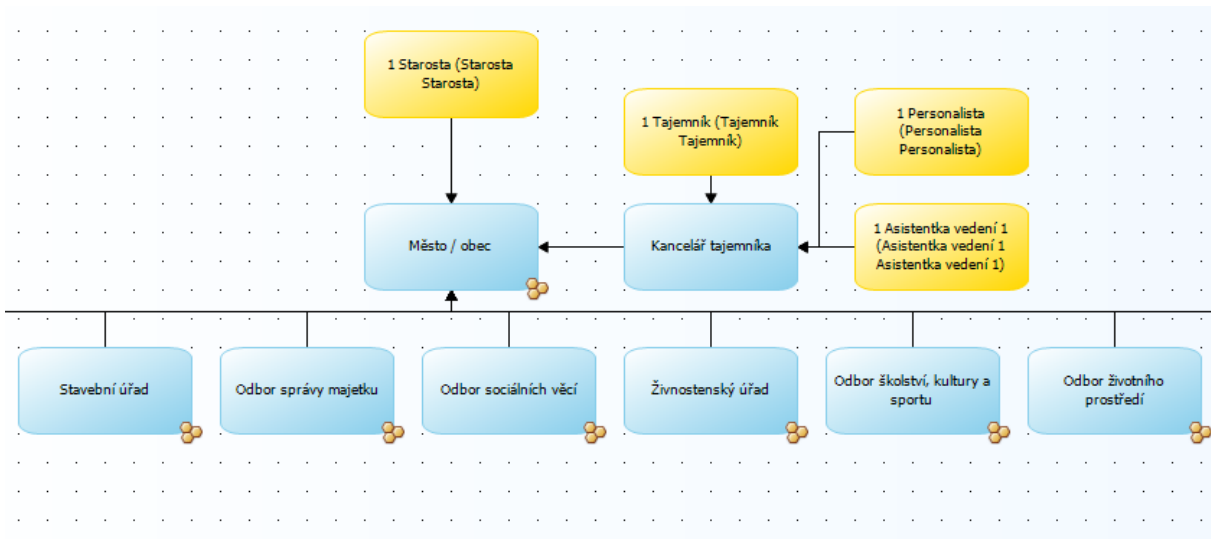 1 Starosta (Starosta
Starosta)
1 Tajemník (Tajemník
Tajemník)
1 Personalista
(Personalista
Personalista)
Město / obec
Kancelář tajemníka
1 Asistentka vedení 1
(Asistentka vedení 1
Asistentka vedení 1)
Stavební úřad
Odbor správy majetku
Odbor sociálních věcí
Živnostenský úřad
Odbor školství, kultury a
sportu
Odbor životního
prostředí